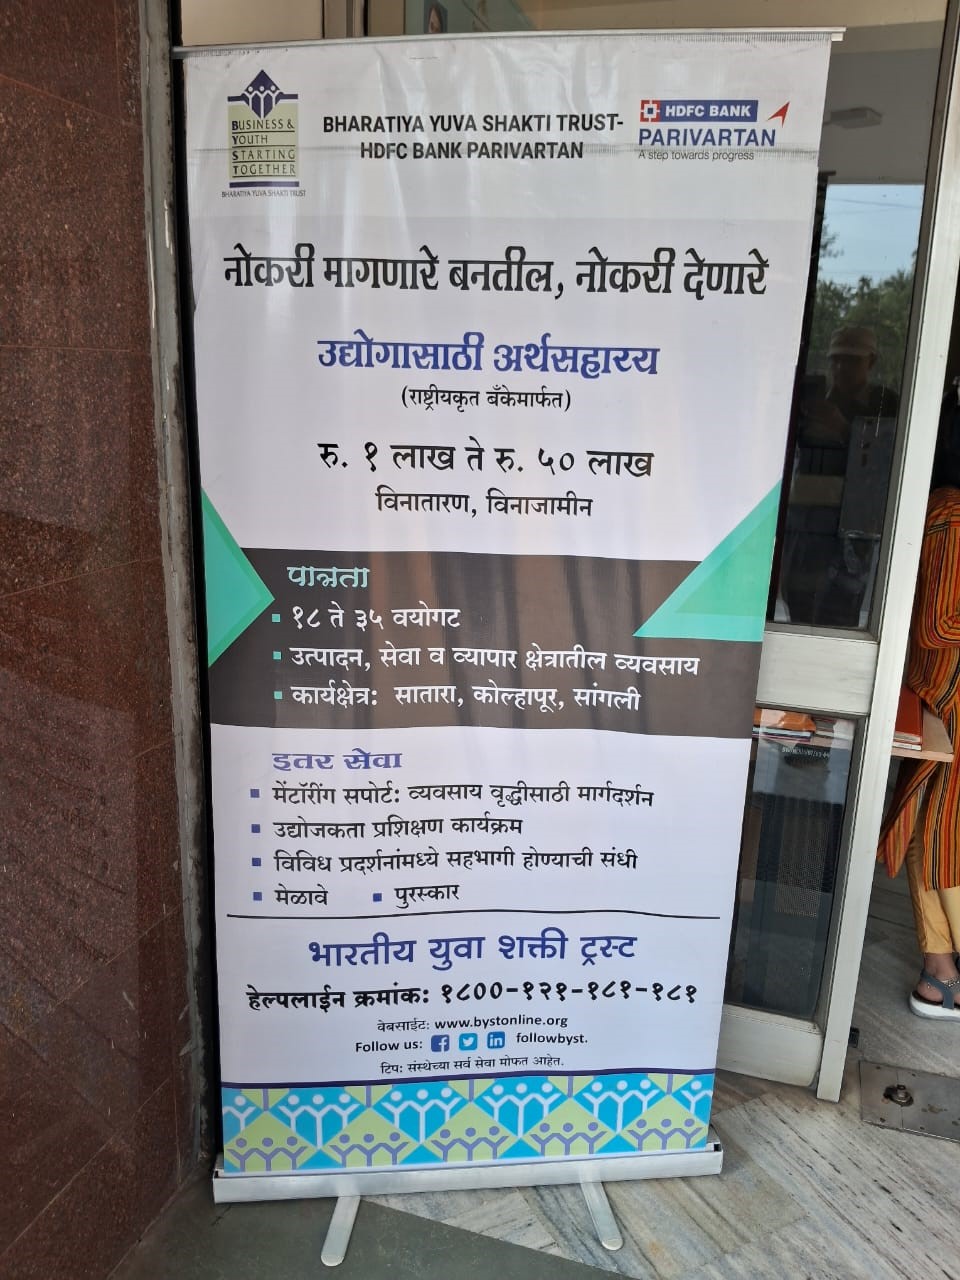 BUSINESS &
YOUTH
STARTING
TOGETHER
BHARATIYA YUVA SHAKTI TRUST
BHARATIYA YUVA SHAKTI TRUST-
HDFC BANK PARIVARTAN
HDFC BANK
PARIVARTAN
A step towards progress
नोकरी मागणारे बनतील, नोकरी देणारे
उद्योगासाठी अर्थसहाय्य
(राष्ट्रीयकृत बँकेमार्फत)
रु. १ लाख ते रु. ५० लाख
विनातारण, विनाजामीन
पात्रता
▪ १८ ते ३५ वयोगट
▪ उत्पादन, सेवा व व्यापार क्षेत्रातील व्यवसाय
▪ कार्यक्षेत्र: सातारा, कोल्हापूर, सांगली
इतर सेवा
▪ मेंटॉरींग सपोर्ट: व्यवसाय वृद्धीसाठी मार्गदर्शन
▪ उद्योजकता प्रशिक्षण कार्यक्रम
▪ विविध प्रदर्शनांमध्ये सहभागी होण्याची संधी
▪ मेळावे ▪ पुरस्कार
भारतीय युवा शक्ती ट्रस्ट
हेल्पलाईन क्रमांक: १८००-१२१-१८१-१८१
वेबसाईट: www.bystonline.org
Follow us: followbyst.
टिप: संस्थेच्या सर्व सेवा मोफत आहेत.